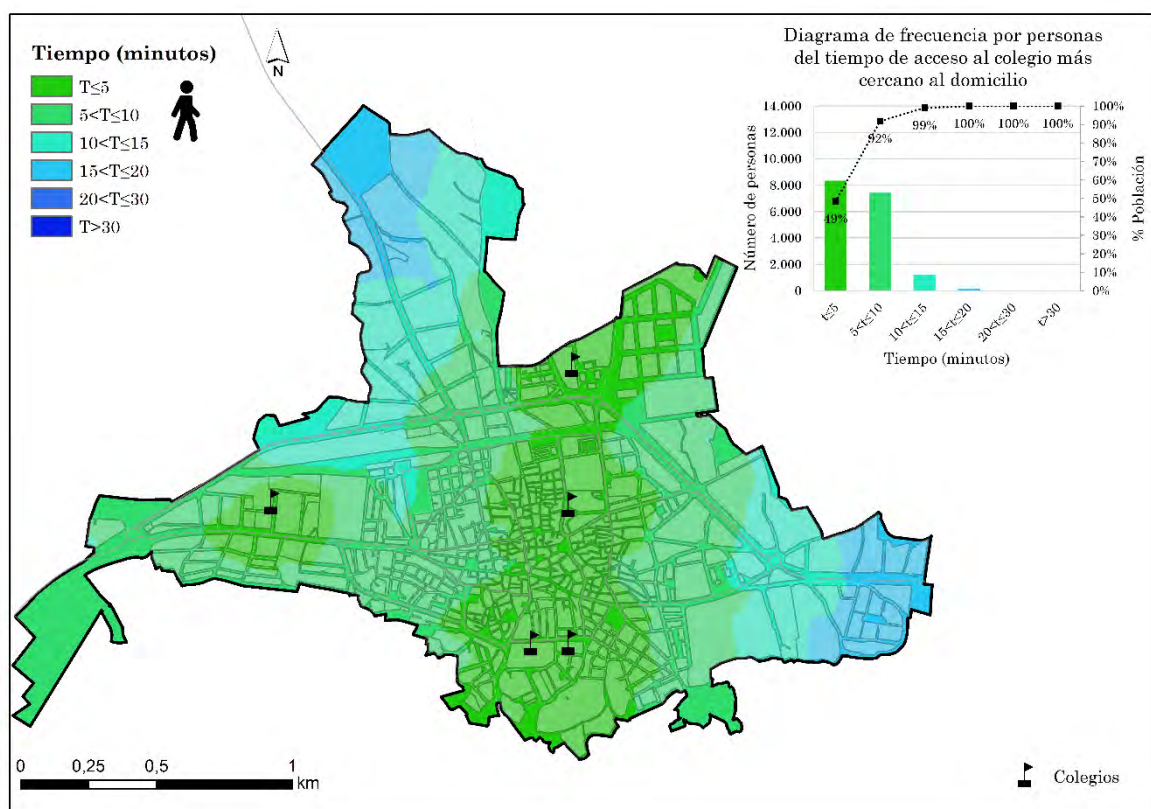 Tiempo (minutos)
T≤5
5<T≤10
10<T≤15
15<T≤20
20<T≤30
T>30
N
Diagrama de frecuencia por personas
del tiempo de acceso al colegio más
cercano al domicilio
Número de personas
14.000
12.000
10.000
8.000
6.000
4.000
2.000
0
49%
92%
99%
100%
100%
100%
100%
90%
80%
70%
60%
50%
40%
30%
20%
10%
0%
% Población
t≤5
5<t≤10
10<t≤15
15<t≤20
20<t≤30
t>30
Tiempo (minutos)
0 0,25 0,5 1
km
Colegios